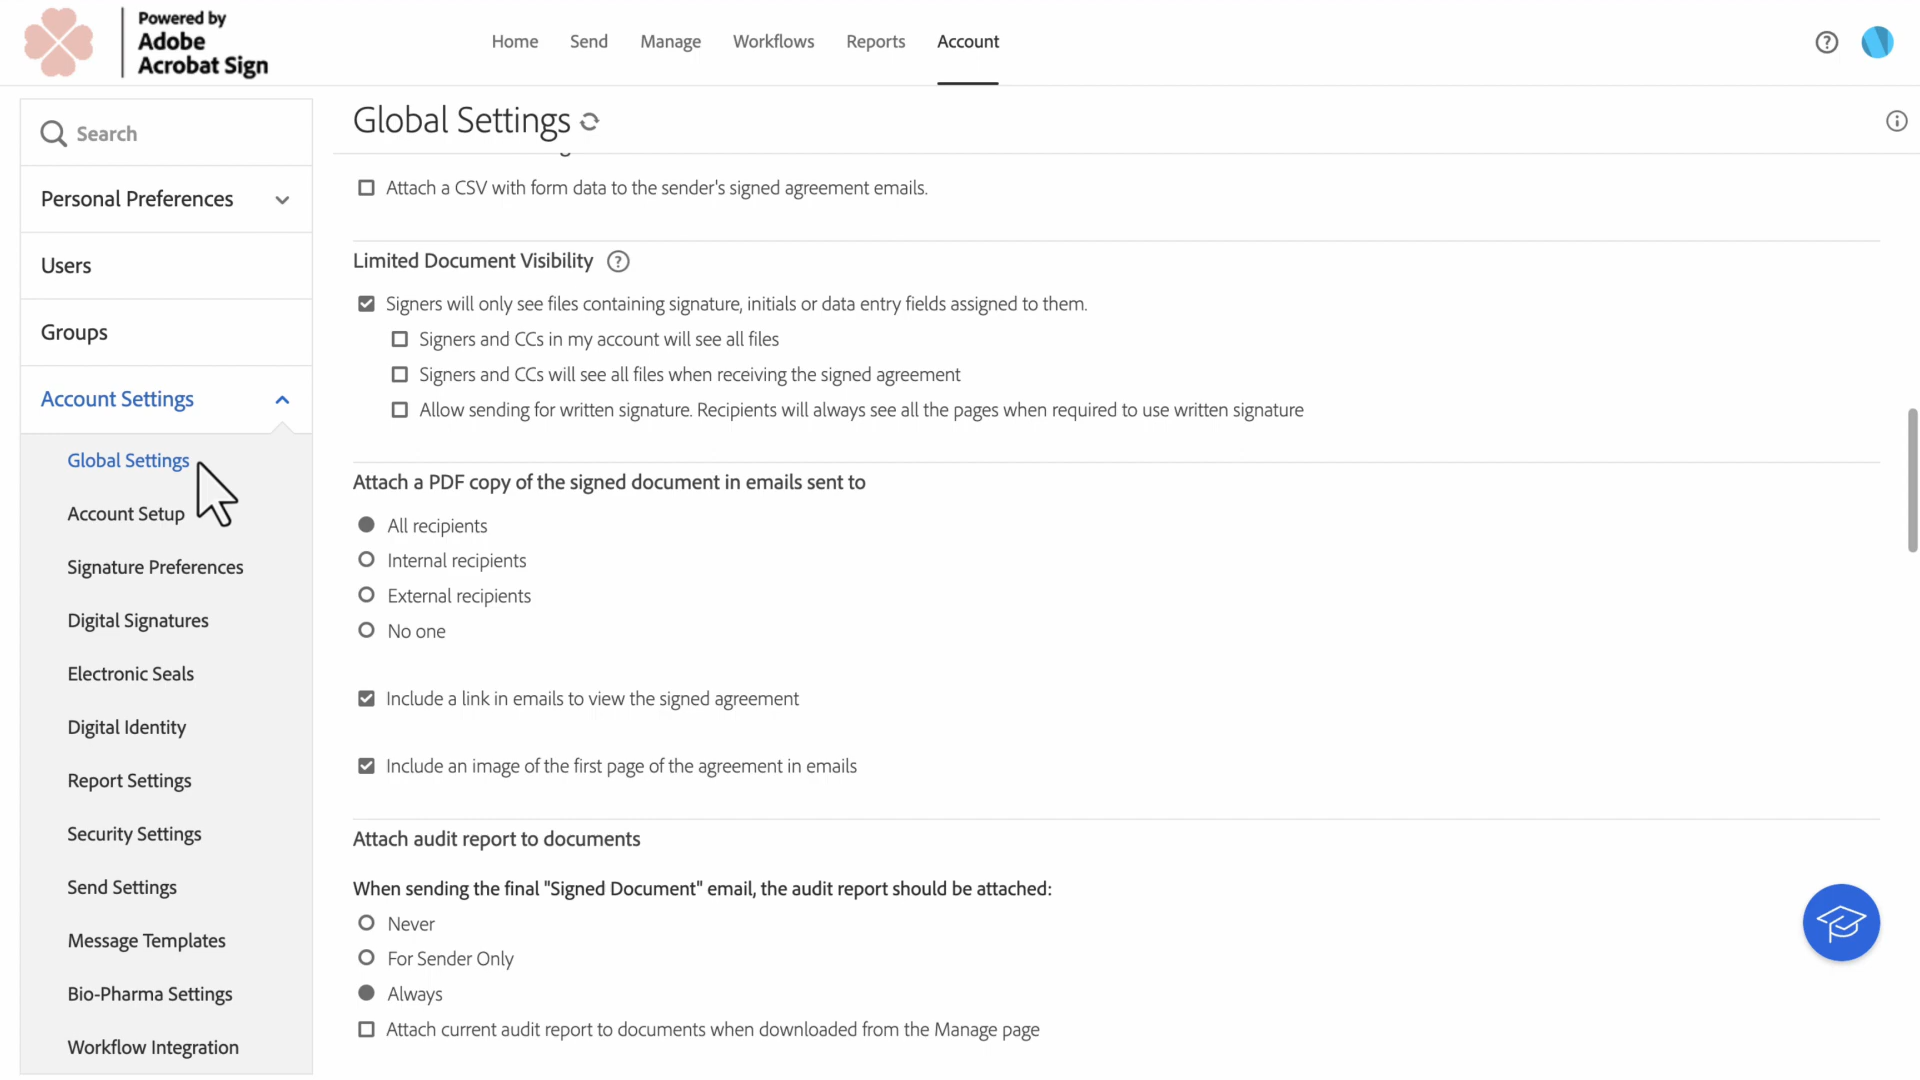 Powered by
Adobe
Acrobat Sign
Home
Send
Manage
Workflows
Reports
Account
Search
Personal Preferences
Users
Groups
Account Settings
Global Settings
Account Setup
Signature Preferences
Digital Signatures
Electronic Seals
Digital Identity
Report Settings
Security Settings
Send Settings
Message Templates
Bio-Pharma Settings
Workflow Integration
Global Settings
Attach a CSV with form data to the sender's signed agreement emails.
Limited Document Visibility
Signers will only see files containing signature, initials or data entry fields assigned to them.
Signers and CCs in my account will see all files
Signers and CCs will see all files when receiving the signed agreement
Allow sending for written signature. Recipients will always see all the pages when required to use written signature
Attach a PDF copy of the signed document in emails sent to
All recipients
Internal recipients
External recipients
No one
Include a link in emails to view the signed agreement
Include an image of the first page of the agreement in emails
Attach audit report to documents
When sending the final "Signed Document" email, the audit report should be attached:
Never
For Sender Only
Always
Attach current audit report to documents when downloaded from the Manage page